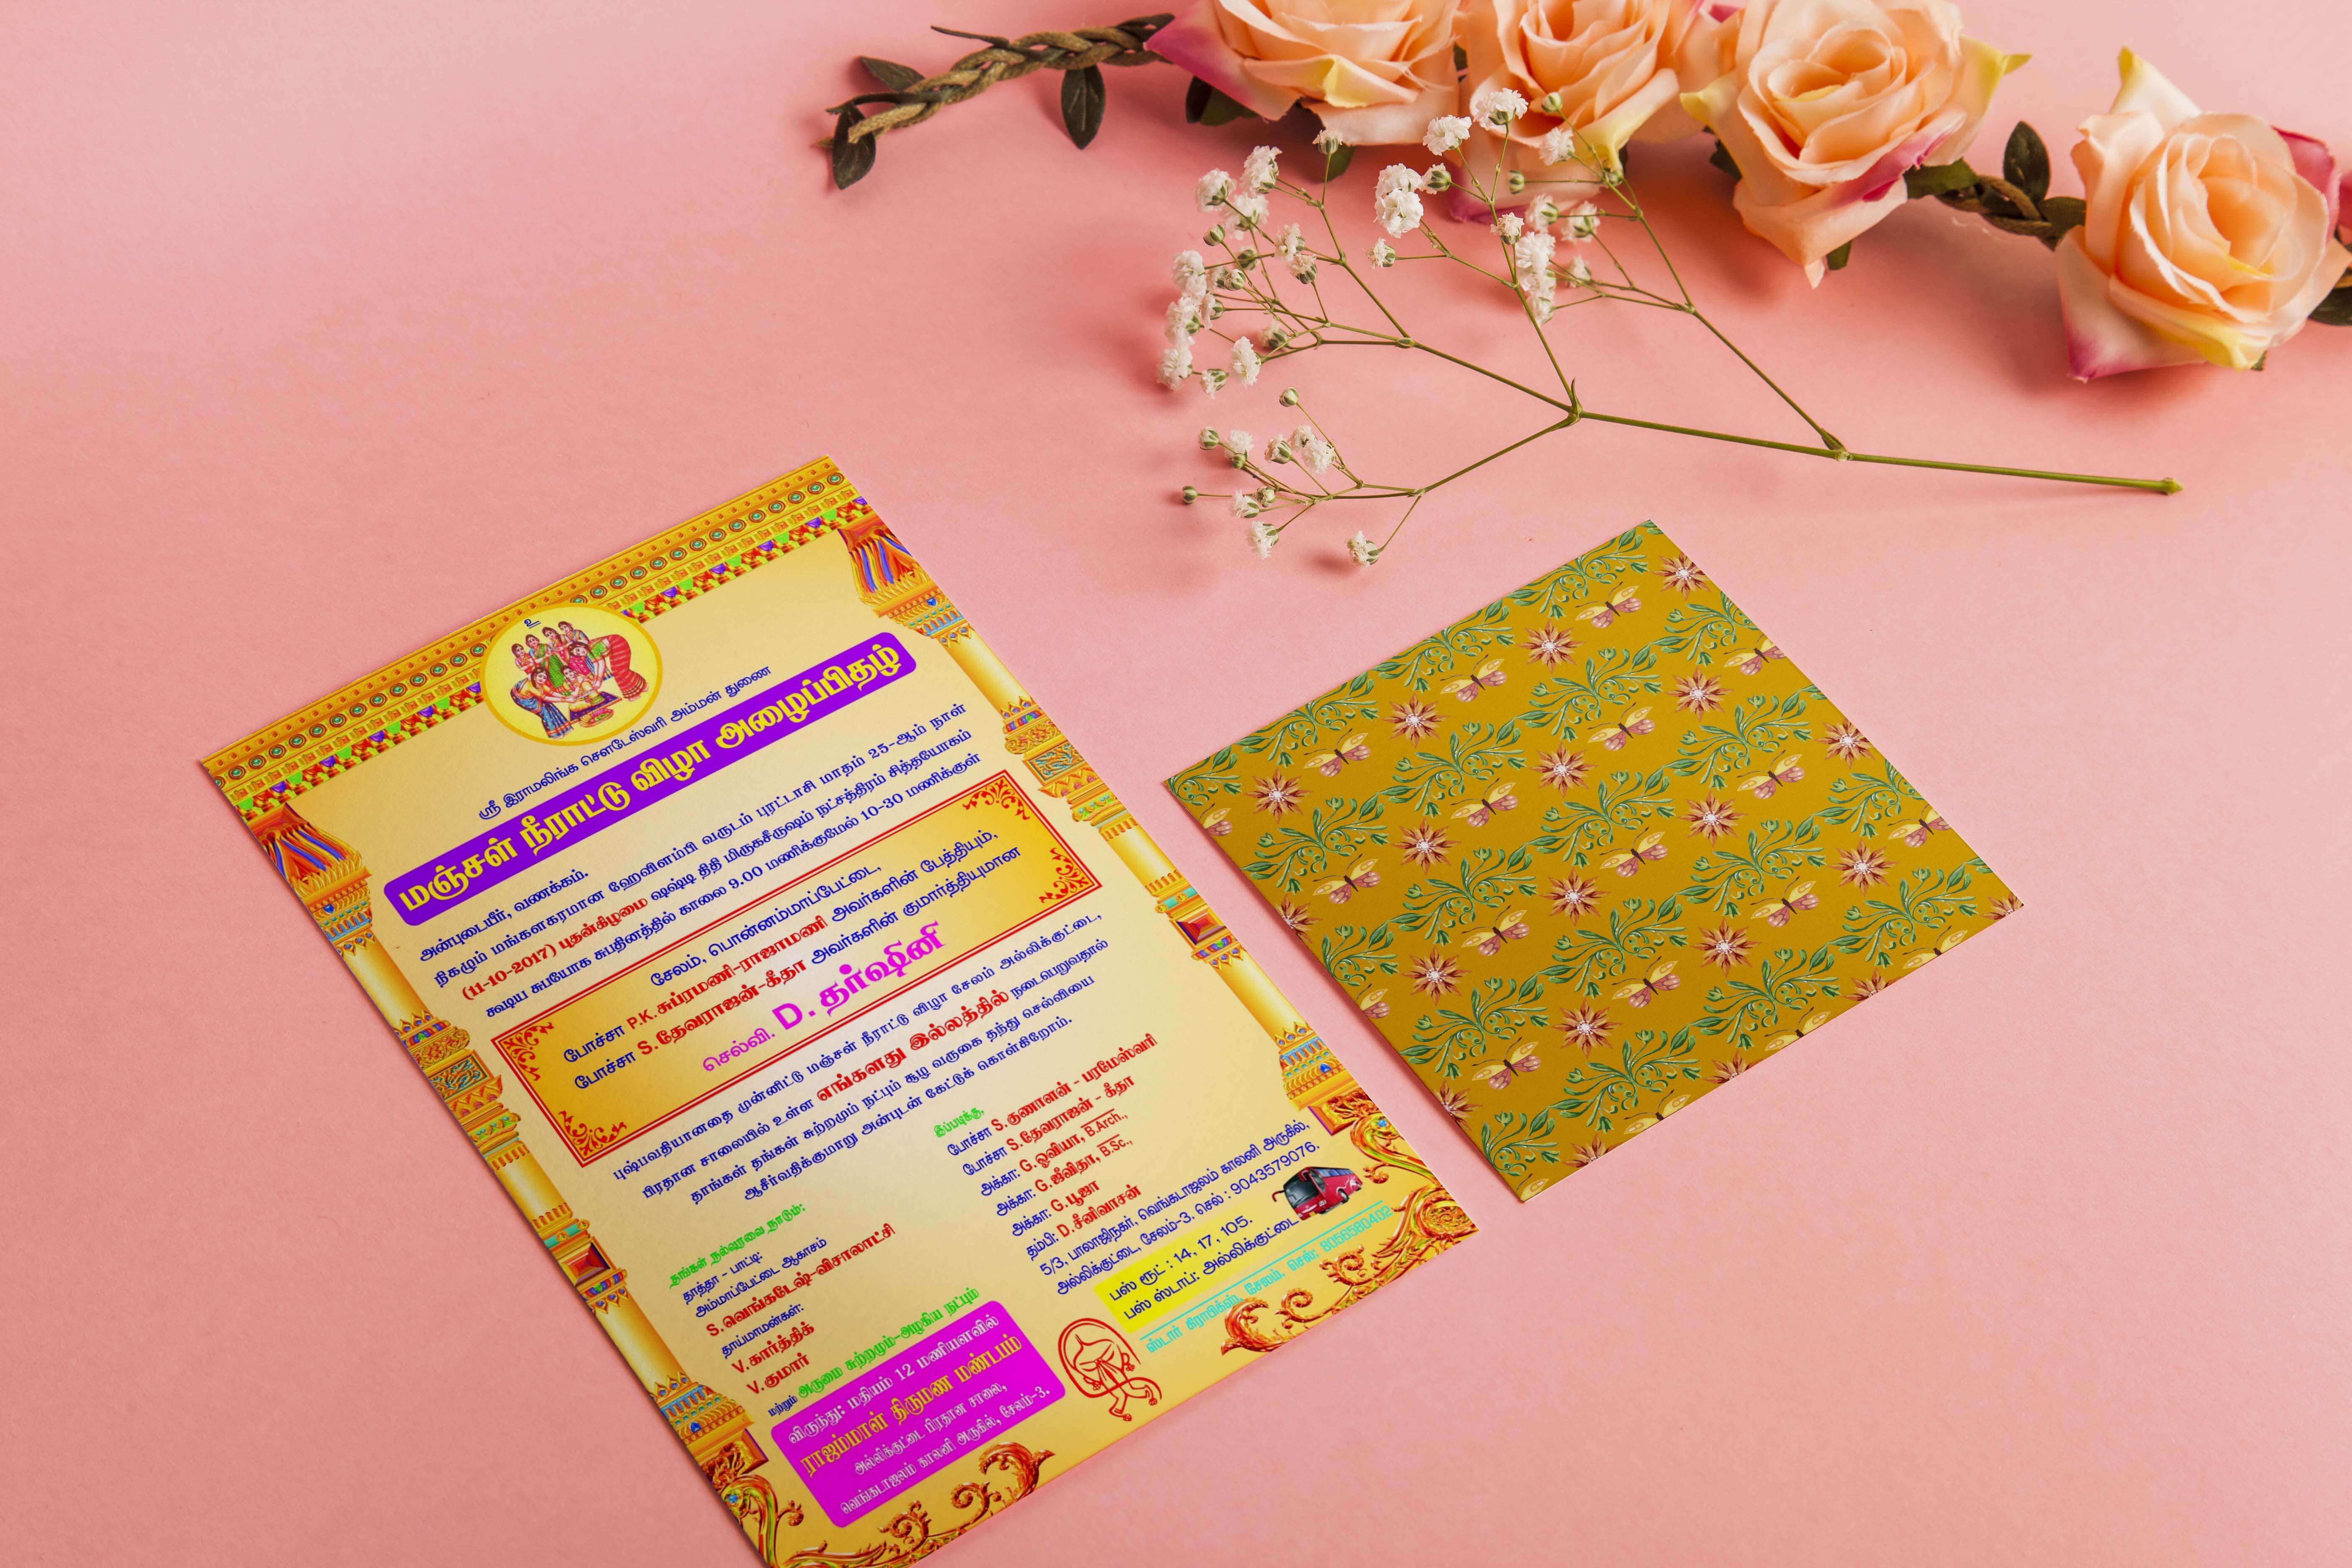 உ
ஸ்ரீ இராமலிங்க சௌடேஸ்வரி அம்மன் துணை
மஞ்சள் நீராட்டு விழா அழைப்பிதழ்
அன்புடையீர், வணக்கம்.
நிகழும் மங்களகரமான ஹேவிளம்பி வருடம் புரட்டாசி மாதம் 25-ஆம் நாள்
(11-10-2017) புதன்கிழமை ஷஷ்டி திதி மிருகசீருஷம் நட்சத்திரம் சித்தயோகம்
கூடிய சுபயோக சுபதினத்தில் காலை 9.00 மணிக்குமேல் 10-30 மணிக்குள்
சேலம், பொன்னம்மாப்பேட்டை,
போச்சா P.K. சுப்ரமணி-ராஜாமணி அவர்களின் பேத்தியும்,
போச்சா S. தேவராஜன்-கீதா அவர்களின் குமார்த்தியுமான
செல்வி. D. தர்ஷினி
புஷ்பவதியானதை முன்னிட்டு மஞ்சள் நீராட்டு விழா சேலம் அல்லிக்குட்டை,
பிரதான சாலையில் உள்ள எங்களது இல்லத்தில் நடைபெறுவதால்
தாங்கள் தங்கள் சுற்றமும் நட்பும் சூழ வருகை தந்து செல்வியை
ஆசீர்வதிக்குமாறு அன்புடன் கேட்டுக் கொள்கிறோம்.
தங்கள் நல்வரவை நாடும்:
தாத்தா - பாட்டி:
அம்மாப்பேட்டை ஆகாசம்
S. வெங்கடேஷ்-விசாலாட்சி
தாய்மாமன்கள்:
V. கார்த்திக்
V. குமார்
மற்றும் அருமை சுற்றமும்-அழகிய நட்பும்
விருந்து: மதியம் 12 மணியளவில்
ராஜம்மாள் திருமண மண்டபம்
அல்லிக்குட்டை பிரதான சாலை,
வெங்கடாஜலம் காலனி அருகில், சேலம்-3.
இப்படிக்கு,
போச்சா S. குணாளன் - பரமேஸ்வரி
போச்சா S. தேவராஜன் - கீதா
அக்கா: G. ஓவியா, B.Arch.,
அக்கா: G. ஜீவிதா, B.Sc.,
அக்கா: G. பூஜா
தம்பி: D. சீனிவாசன்
5/3, பாலாஜிநகர், வெங்கடாஜலம் காலனி அருகில்,
அல்லிக்குட்டை, சேலம்-3. செல் : 9043579076.
பஸ் ரூட் : 14, 17, 105.
பஸ் ஸ்டாப்: அல்லிக்குட்டை
ஸ்டார் கிராபிக்ஸ், சேலம். செல்: 8056580402